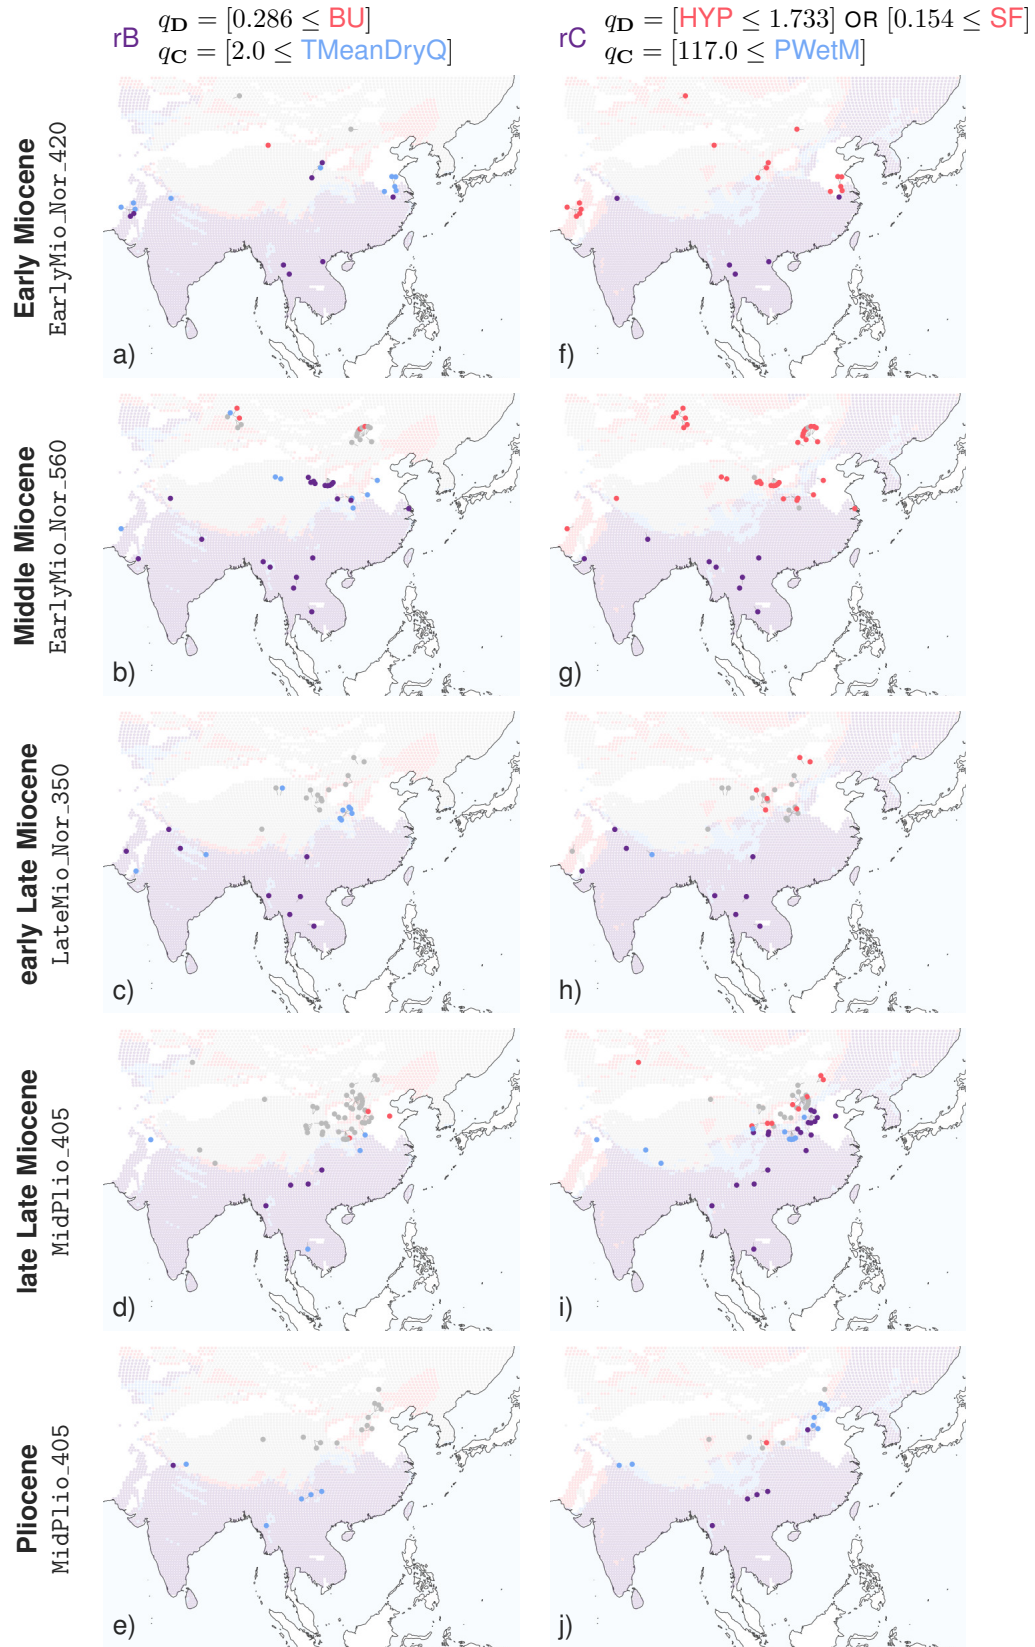 rB
q_D = [0.286 ≤ BU]
q_C = [2.0 ≤ TMeanDryQ]
rC
q_D = [HYP ≤ 1.733] OR [0.154 ≤ SF]
q_C = [117.0 ≤ PWetM]
Early Miocene
EarlyMio_Nor_420
a)
f)
Middle Miocene
EarlyMio_Nor_560
b)
g)
early Late Miocene
LateMio_Nor_350
c)
h)
late Late Miocene
MidPlio_405
d)
i)
Pliocene
MidPlio_405
e)
j)